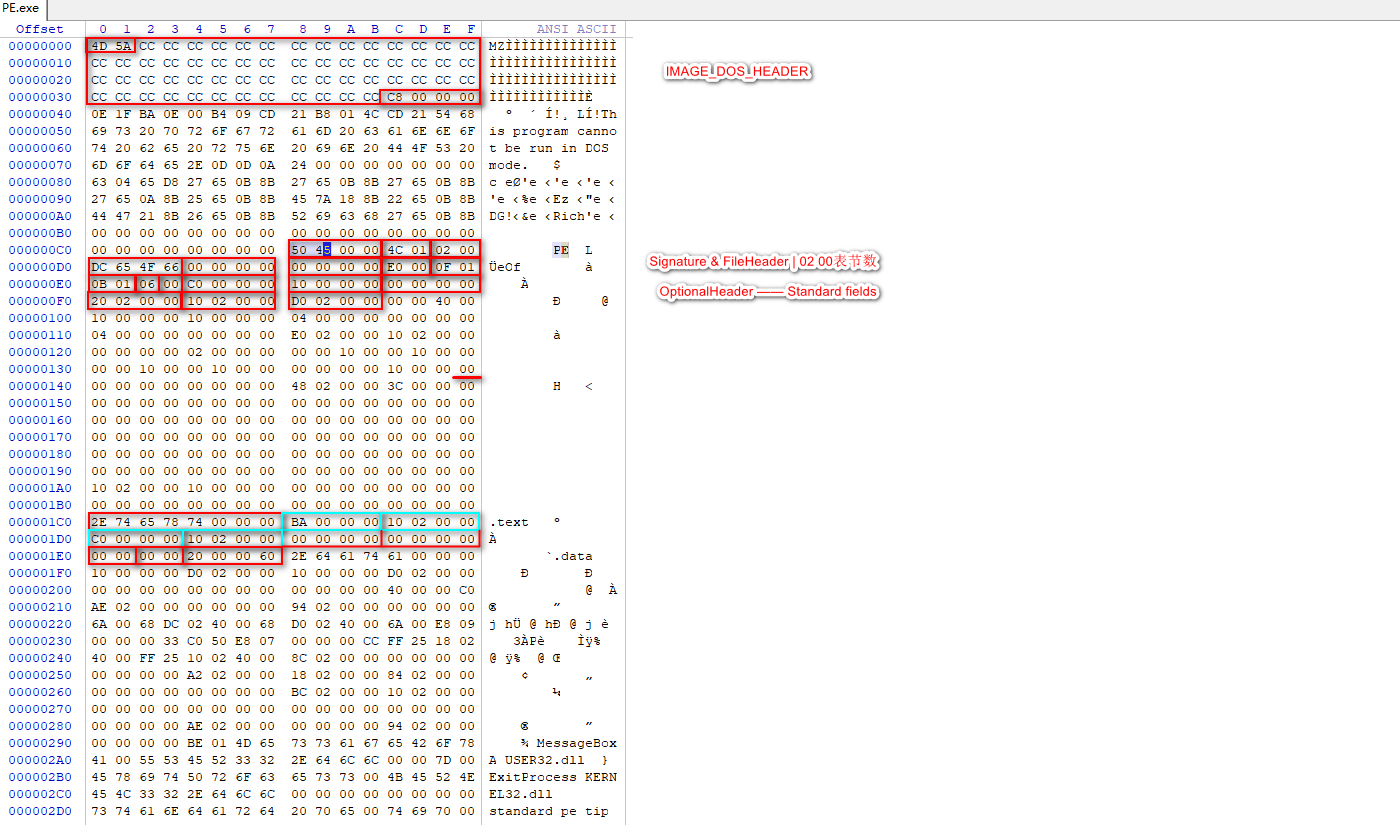 PE.exe
Offset 0 1 2 3 4 5 6 7 8 9 A B C D E F ANSI ASCII
00000000 4D 5A CC CC CC CC CC CC CC CC CC CC CC CC CC CC MZÌÌÌÌÌÌÌÌÌÌÌÌÌÌ
00000010 CC CC CC CC CC CC CC CC CC CC CC CC CC CC CC CC ÌÌÌÌÌÌÌÌÌÌÌÌÌÌÌÌ
IMAGE_DOS_HEADER
00000020 CC CC CC CC CC CC CC CC CC CC CC CC CC CC CC CC ÌÌÌÌÌÌÌÌÌÌÌÌÌÌÌÌ
00000030 CC CC CC CC CC CC CC CC CC CC CC CC C8 00 00 00 ÌÌÌÌÌÌÌÌÌÌÌÌÈ
00000040 0E 1F BA 0E 00 B4 09 CD 21 B8 01 4C CD 21 54 68 º ´ Í!¸ LÍ!Th
00000050 69 73 20 70 72 6F 67 72 61 6D 20 63 61 6E 6E 6F is program canno
00000060 74 20 62 65 20 72 75 6E 20 69 6E 20 44 4F 53 20 t be run in DOS
00000070 6D 6F 64 65 2E 0D 0D 0A 24 00 00 00 00 00 00 00 mode. $
00000080 63 04 65 D8 27 65 0B 8B 27 65 0B 8B 27 65 0B 8B c eØ'e ‹'e ‹'e ‹
00000090 27 65 0A 8B 25 65 0B 8B 45 7A 18 8B 22 65 0B 8B 'e ‹%e ‹Ez ‹"e ‹
000000A0 44 47 21 8B 26 65 0B 8B 52 69 63 68 27 65 0B 8B DG!‹&e ‹Rich'e ‹
000000B0 00 00 00 00 00 00 00 00 00 00 00 00 00 00 00 00
000000C0 00 00 00 00 00 00 00 00 50 45 00 00 4C 01 02 00 PE L
Signature & FileHeader | 02 00表节数
000000D0 DC 65 4F 66 00 00 00 00 00 00 00 00 E0 00 0F 01 ÜeOf à
000000E0 0B 01 06 00 C0 00 00 00 10 00 00 00 00 00 00 00 À
OptionalHeader —— Standard fields
000000F0 20 02 00 00 10 02 00 00 D0 02 00 00 00 00 40 00 Ð @
00000100 10 00 00 00 10 00 00 00 04 00 00 00 00 00 00 00
00000110 04 00 00 00 00 00 00 00 E0 02 00 00 10 02 00 00 à
00000120 00 00 00 00 02 00 00 00 00 00 10 00 00 10 00 00
00000130 00 00 10 00 00 10 00 00 00 00 00 00 10 00 00 00
00000140 00 00 00 00 00 00 00 00 48 02 00 00 3C 00 00 00 H <
00000150 00 00 00 00 00 00 00 00 00 00 00 00 00 00 00 00
00000160 00 00 00 00 00 00 00 00 00 00 00 00 00 00 00 00
00000170 00 00 00 00 00 00 00 00 00 00 00 00 00 00 00 00
00000180 00 00 00 00 00 00 00 00 00 00 00 00 00 00 00 00
00000190 00 00 00 00 00 00 00 00 00 00 00 00 00 00 00 00
000001A0 10 02 00 00 10 00 00 00 00 00 00 00 00 00 00 00
000001B0 00 00 00 00 00 00 00 00 00 00 00 00 00 00 00 00
000001C0 2E 74 65 78 74 00 00 00 BA 00 00 00 10 02 00 00 .text º
000001D0 C0 00 00 00 10 02 00 00 00 00 00 00 00 00 00 00 À
000001E0 00 00 00 00 20 00 00 60 2E 64 61 74 61 00 00 00 `.data
000001F0 10 00 00 00 D0 02 00 00 10 00 00 00 D0 02 00 00 Ð Ð
00000200 00 00 00 00 00 00 00 00 00 00 00 00 40 00 00 C0 @ À
00000210 AE 02 00 00 00 00 00 00 94 02 00 00 00 00 00 00 ® ”
00000220 6A 00 68 DC 02 40 00 68 D0 02 40 00 6A 00 E8 09 j hÜ @ hÐ @ j è
00000230 00 00 00 33 C0 50 E8 07 00 00 00 CC FF 25 18 02 3ÀPè Ìÿ%
00000240 40 00 FF 25 10 02 40 00 8C 02 00 00 00 00 00 00 @ ÿ% @ Œ
00000250 00 00 00 00 A2 02 00 00 18 02 00 00 84 02 00 00 ¢ „
00000260 00 00 00 00 00 00 00 00 BC 02 00 00 10 02 00 00 ¼
00000270 00 00 00 00 00 00 00 00 00 00 00 00 00 00 00 00
00000280 00 00 00 00 AE 02 00 00 00 00 00 00 94 02 00 00 ® ”
00000290 00 00 00 00 BE 01 4D 65 73 73 61 67 65 42 6F 78 ¾ MessageBox
000002A0 41 00 55 53 45 52 33 32 2E 64 6C 6C 00 00 7D 00 A USER32.dll }
000002B0 45 78 69 74 50 72 6F 63 65 73 73 00 4B 45 52 4E ExitProcess KERN
000002C0 45 4C 33 32 2E 64 6C 6C 00 00 00 00 00 00 00 00 EL32.dll
000002D0 73 74 61 6E 64 61 72 64 20 70 65 00 74 69 70 00 standard pe tip